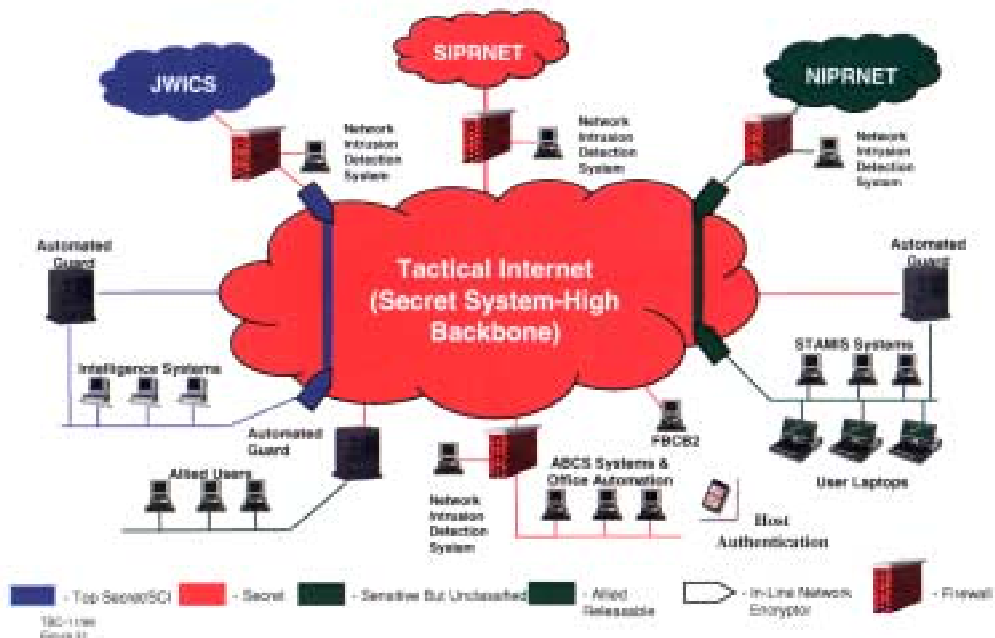 SIPRNET
JWICS
NIPRNET
Network
Intrusion
Detection
System
Network
Intrusion
Detection
System
Network
Intrusion
Detection
System
Automated
Guard
Automated
Guard
Tactical Internet
(Secret System-High
Backbone)
Intelligence Systems
STAMIS Systems
Automated
Guard
FBCB2
Allied Users
ABCS Systems &
Office Automation
User Laptops
Network
Intrusion
Detection
System
Host
Authentication
- Top Secret/SCI
- Secret
- Sensitive But Unclassified
- Allied
Releasable
- In-Line Network
Encryptor
- Firewall